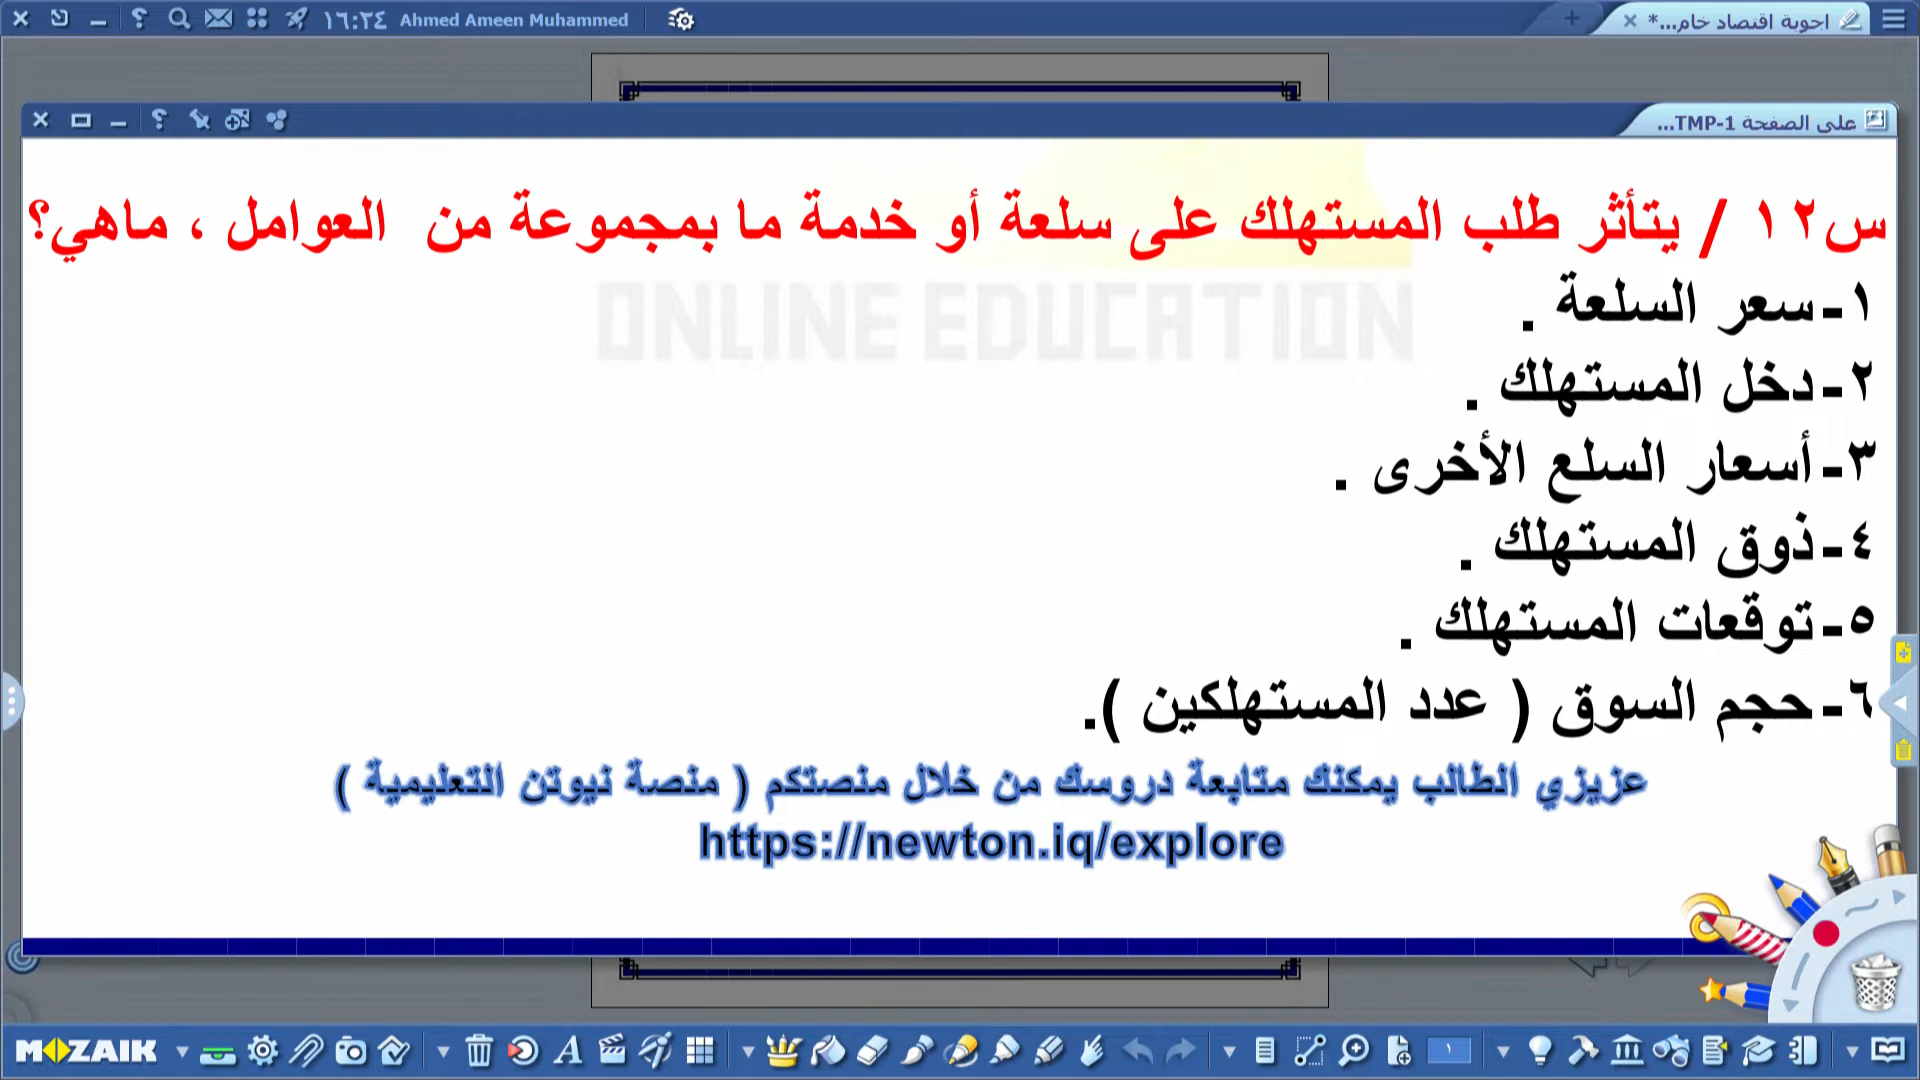 اجوبة اقتصاد خام...*
Ahmed Ameen Muhammed
١٦:٣٤
على الصفحة TMP-1...
س١٢ / يتأثر طلب المستهلك على سلعة أو خدمة ما بمجموعة من العوامل ، ماهي؟
١-سعر السلعة .
ONLINE EDUCATION
٢-دخل المستهلك .
٣-أسعار السلع الأخرى .
٤-ذوق المستهلك .
٥-توقعات المستهلك .
٦-حجم السوق ( عدد المستهلكين ).
عزيزي الطالب يمكنك متابعة دروسك من خلال منصتكم ( منصة نيوتن التعليمية )
https://newton.iq/explore
MOZAIK
١